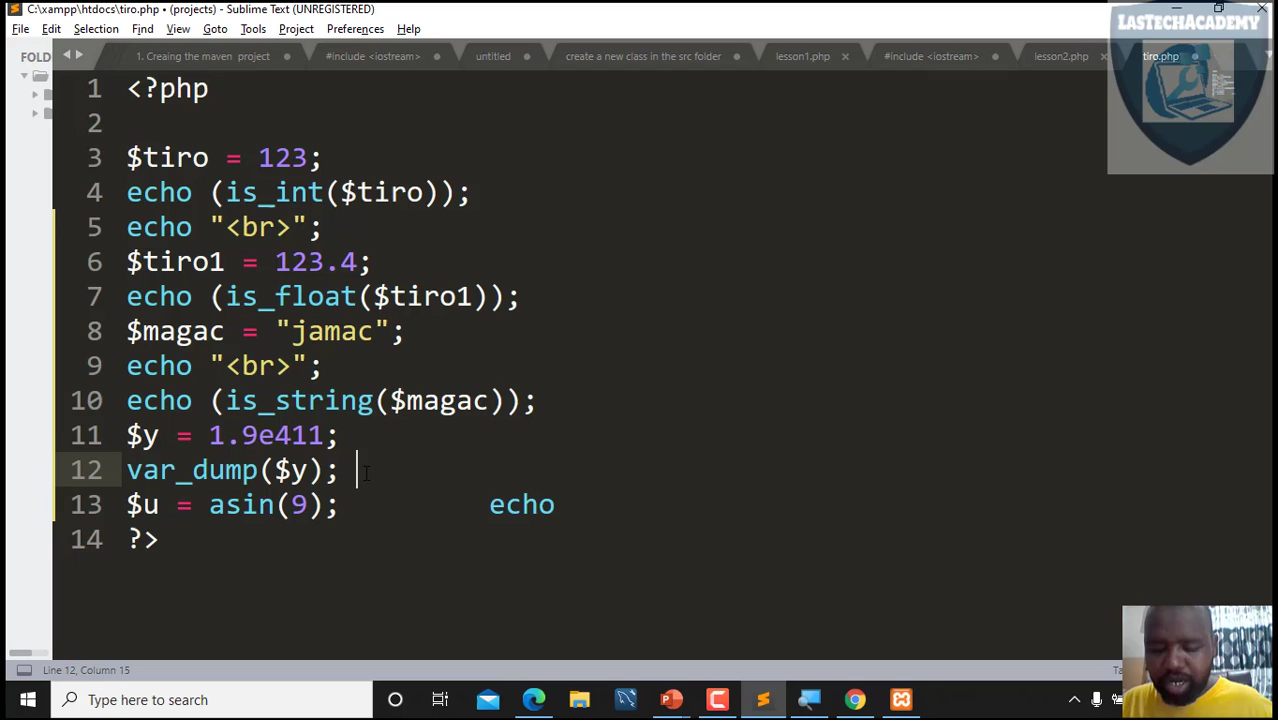 C:\xampp\htdocs\tiro.php • (projects) - Sublime Text (UNREGISTERED)
File Edit Selection Find View Goto Tools Project Preferences Help
LASTECHACADEMY
FOLD
1. Creaing the maven project
#include <iostream>
untitled
create a new class in the src folder
lesson1.php
#include <iostream>
lesson2.php
tiro.php
1 <?php
2
3 $tiro = 123;
4 echo (is_int($tiro));
5 echo "<br>";
6 $tiro1 = 123.4;
7 echo (is_float($tiro1));
8 $magac = "jamac";
9 echo "<br>";
10 echo (is_string($magac));
11 $y = 1.9e411;
12 var_dump($y);
13 $u = asin(9); echo
14 ?>
Line 12, Column 15
Type here to search